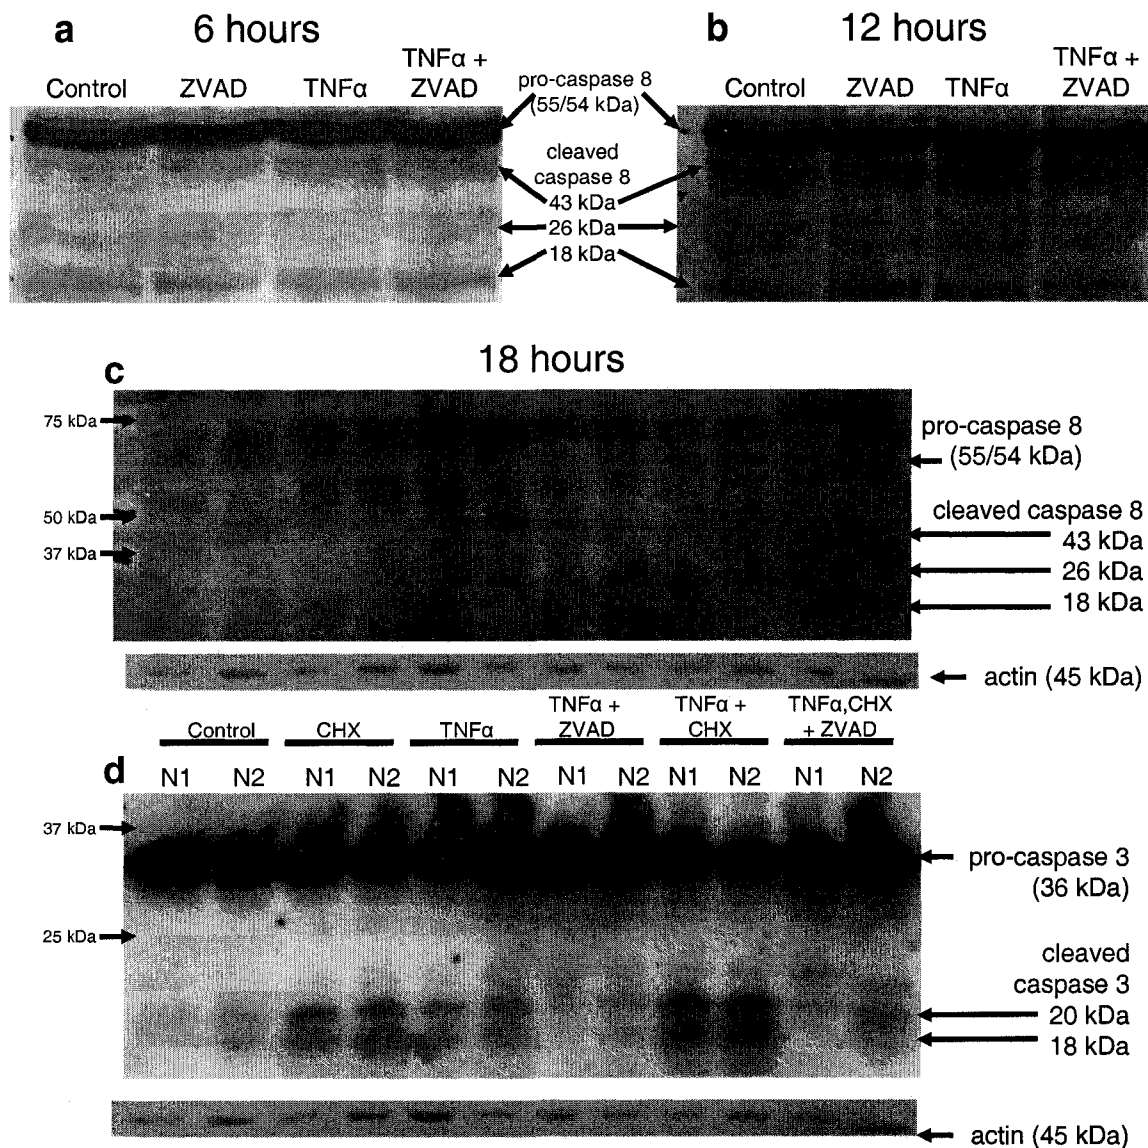 a
6 hours
Control
ZVAD
TNFα
TNFα +
ZVAD
pro-caspase 8
(55/54 kDa)
cleaved
caspase 8
43 kDa
26 kDa
18 kDa
b
12 hours
Control
ZVAD
TNFα
TNFα +
ZVAD
c
18 hours
75 kDa
50 kDa
37 kDa
pro-caspase 8
(55/54 kDa)
cleaved caspase 8
43 kDa
26 kDa
18 kDa
actin (45 kDa)
Control
CHX
TNFα
TNFα +
ZVAD
TNFα +
CHX
TNFα,CHX
+ ZVAD
d
N1 N2 N1 N2 N1 N2 N1 N2 N1 N2 N1 N2
37 kDa
25 kDa
pro-caspase 3
(36 kDa)
cleaved
caspase 3
20 kDa
18 kDa
actin (45 kDa)